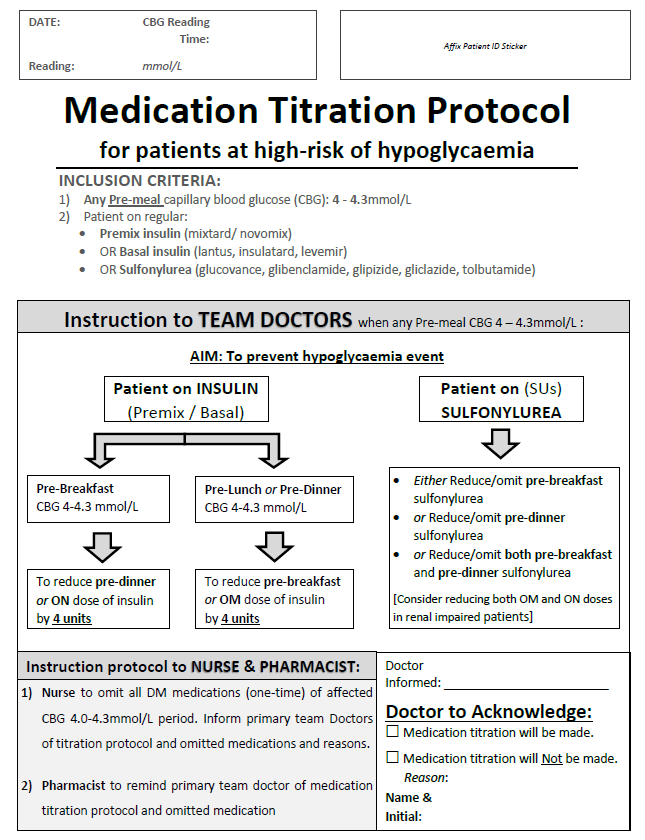 DATE: CBG Reading
Time:
Reading: mmol/L
Affix Patient ID Sticker
Medication Titration Protocol
for patients at high-risk of hypoglycaemia
INCLUSION CRITERIA:
1) Any Pre-meal capillary blood glucose (CBG): 4 - 4.3mmol/L
2) Patient on regular:
• Premix insulin (mixtard/ novomix)
• OR Basal insulin (lantus, insulatard, levemir)
• OR Sulfonylurea (glucovance, glibenclamide, glipizide, gliclazide, tolbutamide)
Instruction to TEAM DOCTORS when any Pre-meal CBG 4 – 4.3mmol/L :
AIM: To prevent hypoglycaemia event
Patient on INSULIN
(Premix / Basal)
Pre-Breakfast
CBG 4-4.3 mmol/L
To reduce pre-dinner
or ON dose of insulin
by 4 units
Pre-Lunch or Pre-Dinner
CBG 4-4.3 mmol/L
To reduce pre-breakfast
or OM dose of insulin
by 4 units
Patient on (SUs)
SULFONYLUREA
• Either Reduce/omit pre-breakfast
sulfonylurea
• or Reduce/omit pre-dinner
sulfonylurea
• or Reduce/omit both pre-breakfast
and pre-dinner sulfonylurea
[Consider reducing both OM and ON doses
in renal impaired patients]
Instruction protocol to NURSE & PHARMACIST:
1) Nurse to omit all DM medications (one-time) of affected
CBG 4.0-4.3mmol/L period. Inform primary team Doctors
of titration protocol and omitted medications and reasons.
2) Pharmacist to remind primary team doctor of medication
titration protocol and omitted medication
Doctor
Informed: ________________________
Doctor to Acknowledge:
☐ Medication titration will be made.
☐ Medication titration will Not be made.
Reason:
Name &
Initial: